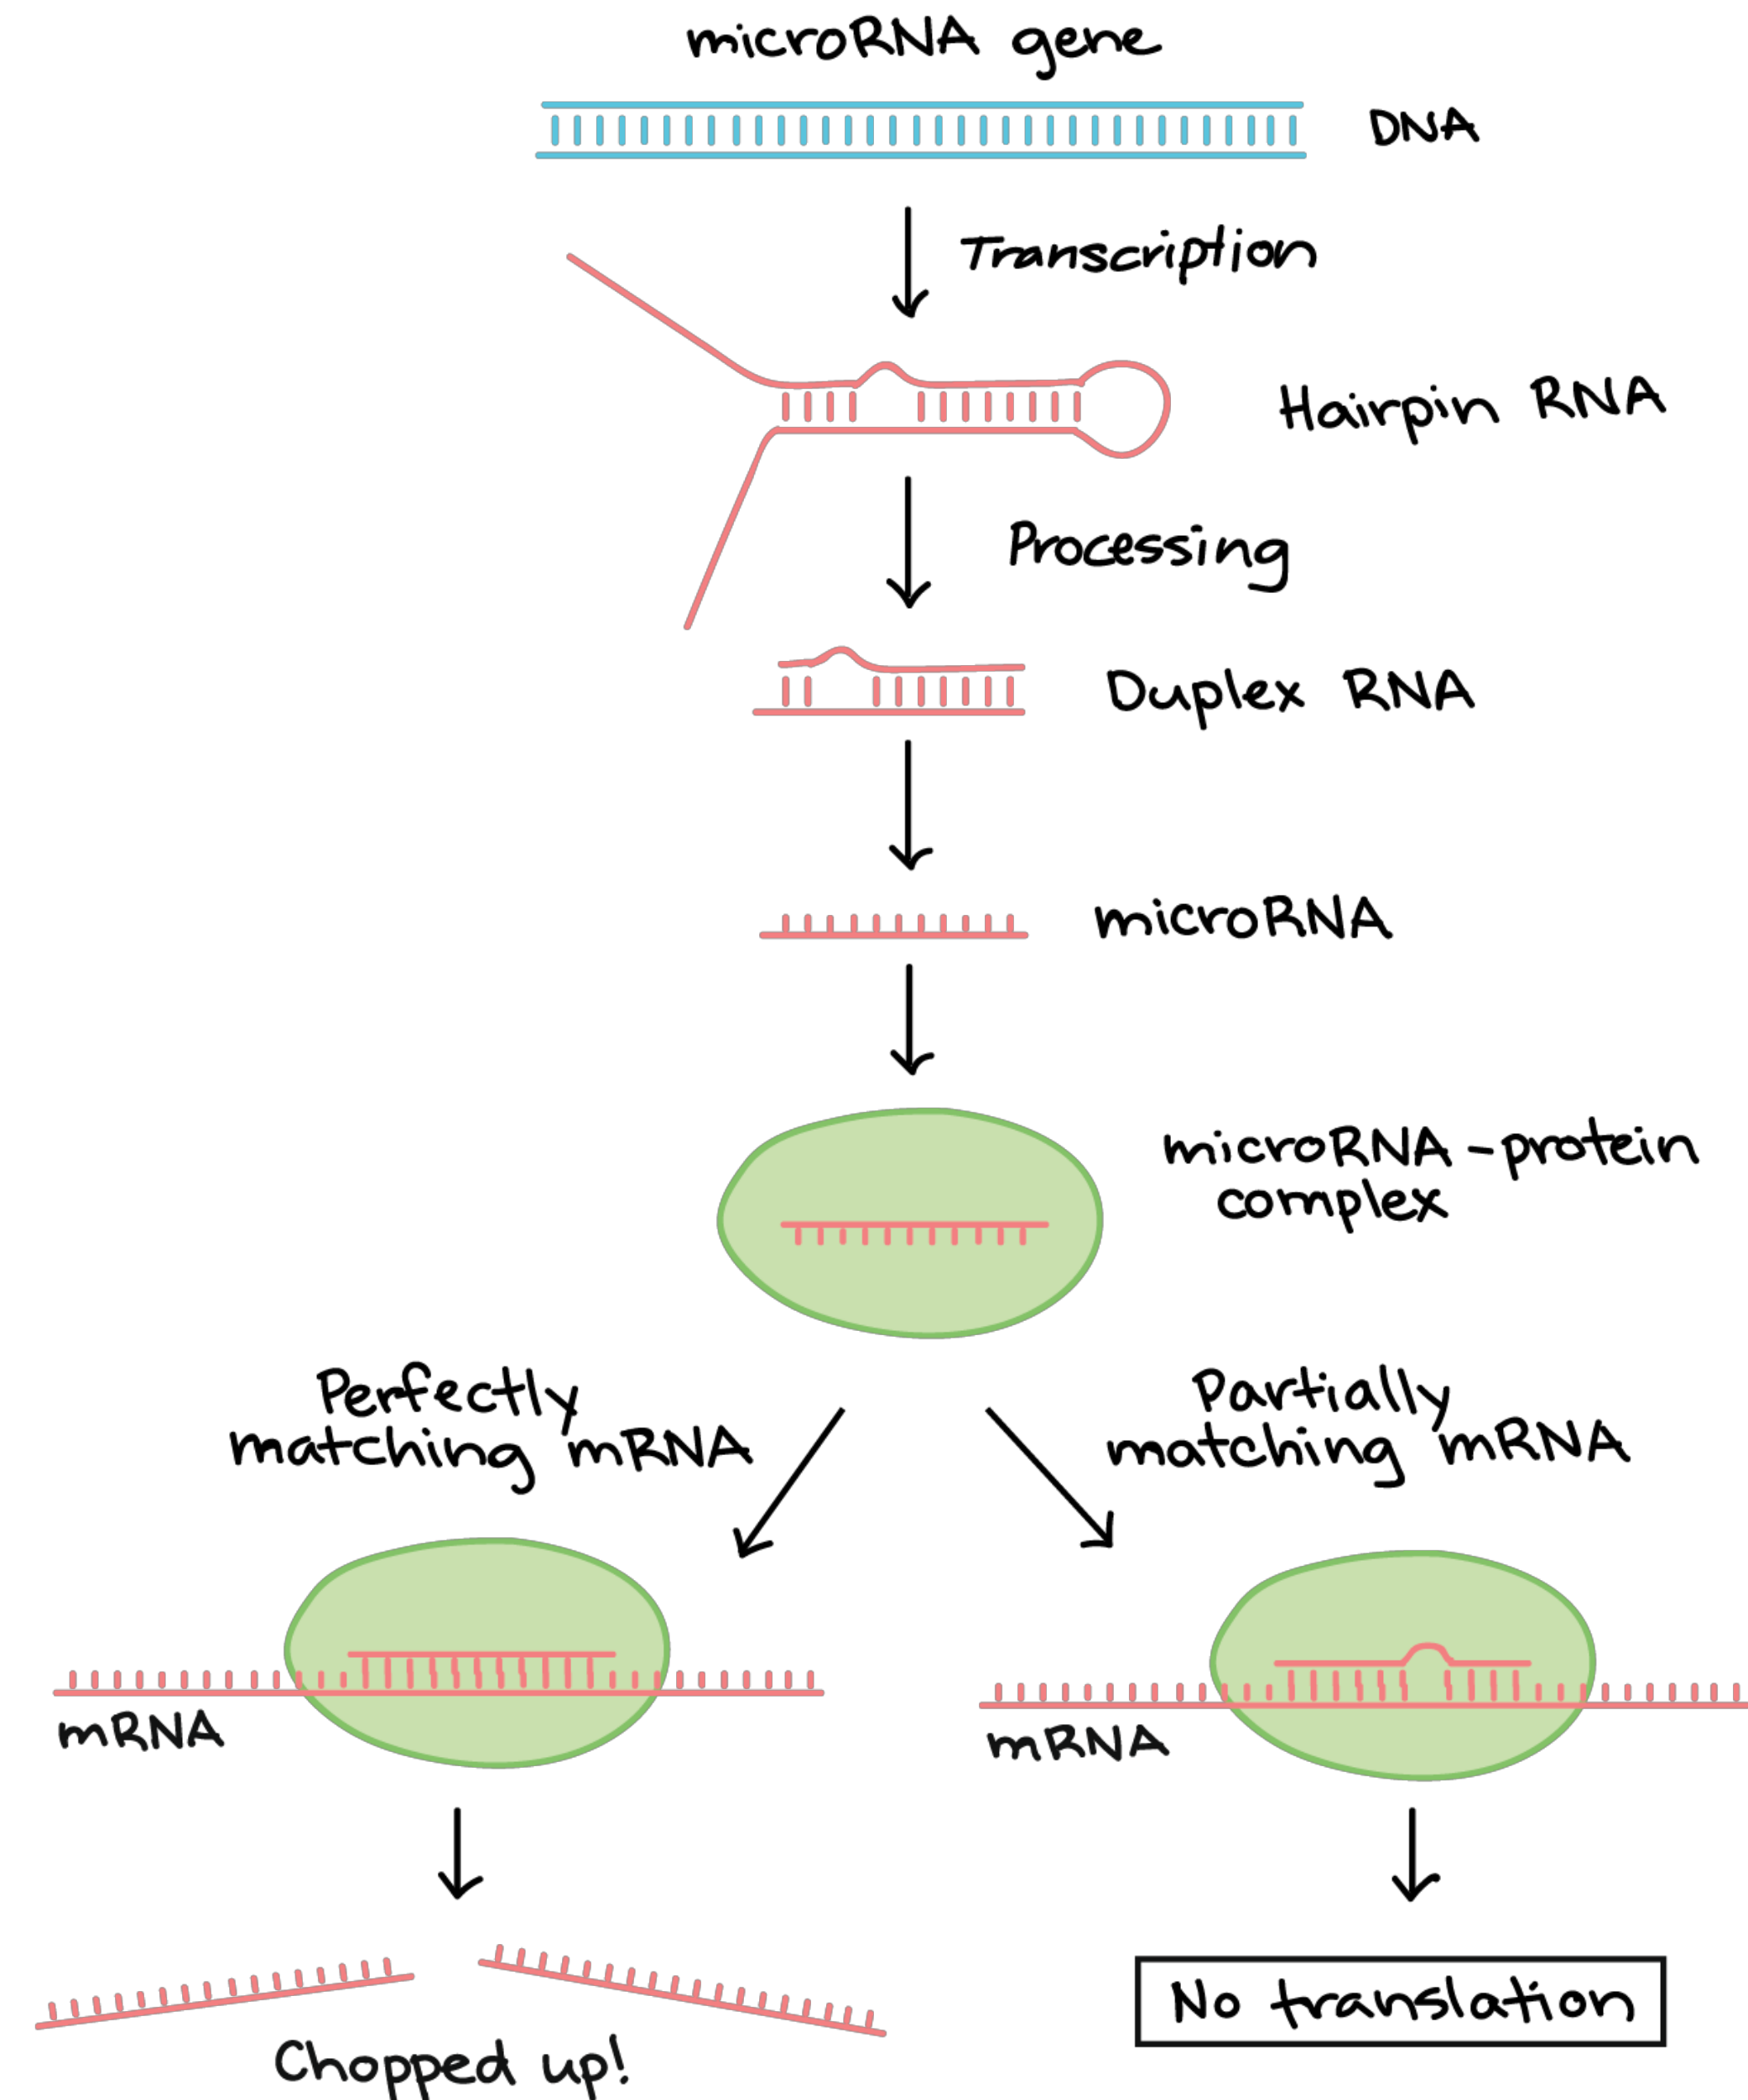 microRNA gene
DNA
Transcription
Hairpin RNA
Processing
Duplex RNA
microRNA
microRNA-protein
complex
Perfectly
matching mRNA
Partially
matching mRNA
mRNA
mRNA
No translation
Chopped up!